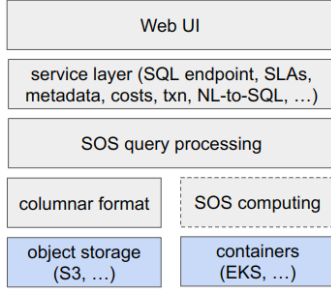 Web UI
service layer (SQL endpoint, SLAs,
metadata, costs, txn, NL-to-SQL, …)
SOS query processing
columnar format
SOS computing
object storage
(S3, …)
containers
(EKS, …)